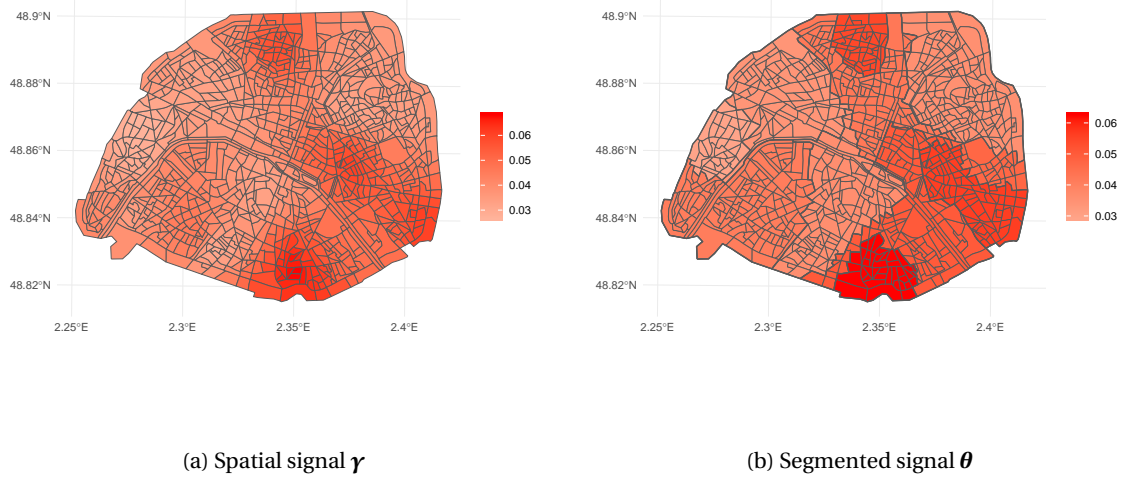 48.9°N
48.88°N
48.86°N
48.84°N
48.82°N
2.25°E
2.3°E
2.35°E
2.4°E
0.06
0.05
0.04
0.03
(a) Spatial signal γ
48.9°N
48.88°N
48.86°N
48.84°N
48.82°N
2.25°E
2.3°E
2.35°E
2.4°E
0.06
0.05
0.04
0.03
(b) Segmented signal θ